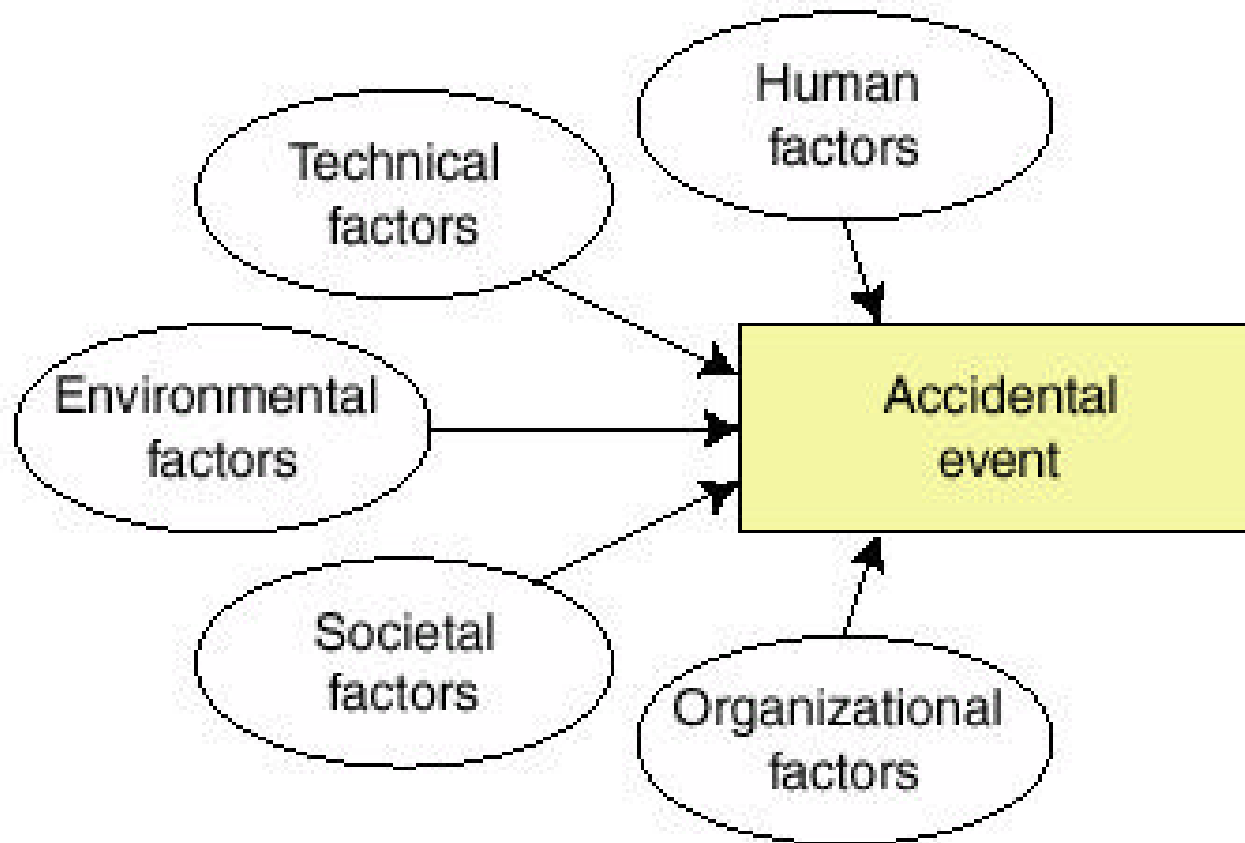 Human
factors
Technical
factors
Environmental
factors
Accidental
event
Societal
factors
Organizational
factors